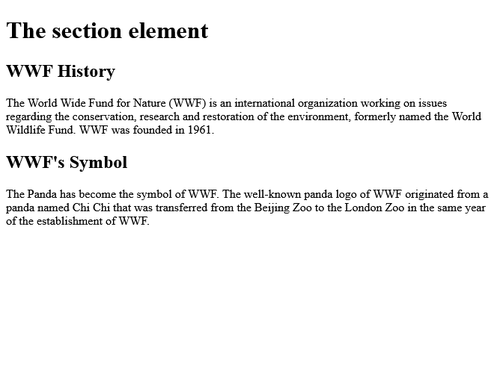 The section element
WWF History
The World Wide Fund for Nature (WWF) is an international organization working on issues
regarding the conservation, research and restoration of the environment, formerly named the World
Wildlife Fund. WWF was founded in 1961.
WWF's Symbol
The Panda has become the symbol of WWF. The well-known panda logo of WWF originated from a
panda named Chi Chi that was transferred from the Beijing Zoo to the London Zoo in the same year
of the establishment of WWF.